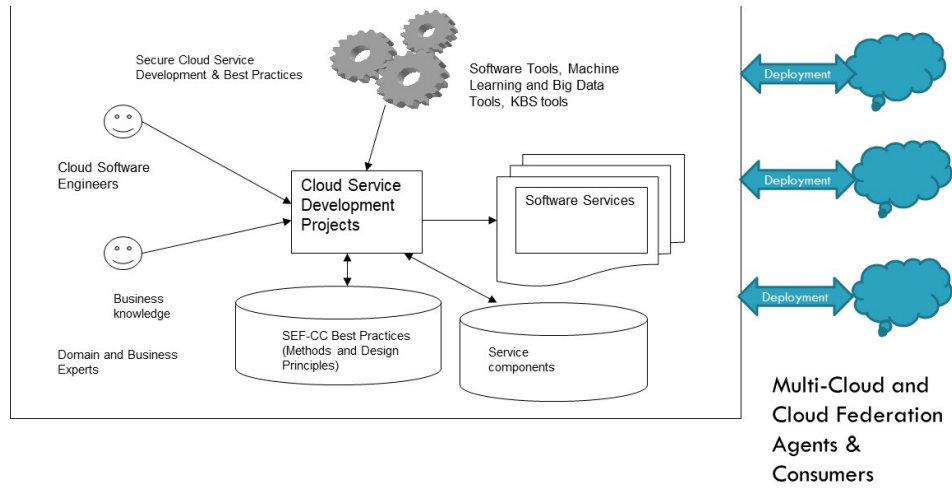 Secure Cloud Service
Development & Best Practices
Software Tools, Machine
Learning and Big Data
Tools, KBS tools
Cloud Software
Engineers
Cloud Service
Development
Projects
Software Services
Business
knowledge
Domain and Business
Experts
SEF-CC Best Practices
(Methods and Design
Principles)
Service
components
Deployment
Deployment
Deployment
Multi-Cloud and
Cloud Federation
Agents &
Consumers